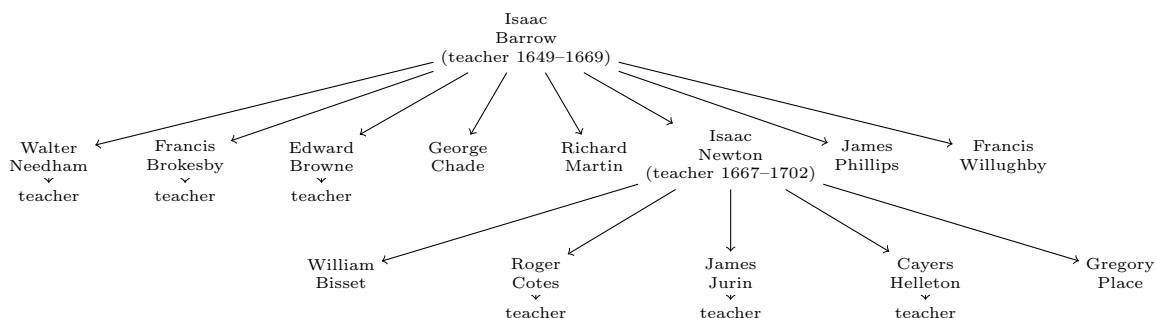 Isaac
Barrow
(teacher 1649–1669)
Walter
Needham
teacher
Francis
Brokesby
teacher
Edward
Browne
teacher
George
Chade
Richard
Martin
Isaac
Newton
(teacher 1667–1702)
James
Phillips
Francis
Willughby
William
Bisset
Roger
Cotes
teacher
James
Jurin
teacher
Cayers
Helleton
teacher
Gregory
Place